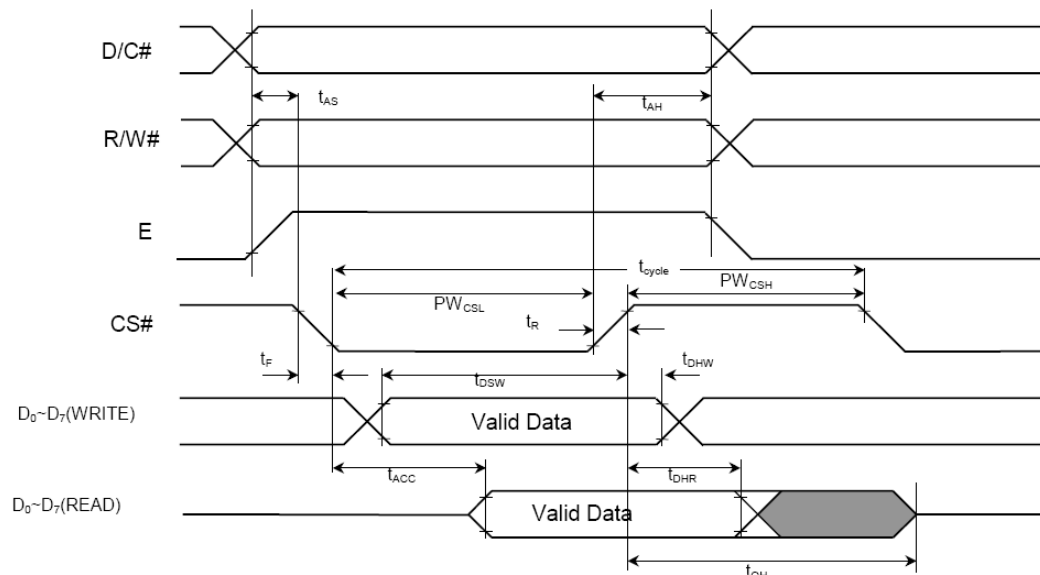 D/C#
tAS
tAH
R/W#
E
tcycle
PWCSL
PWCSH
CS#
tR
tF
tDSW
tDHW
D0~D7(WRITE)
Valid Data
tACC
tDHR
D0~D7(READ)
Valid Data